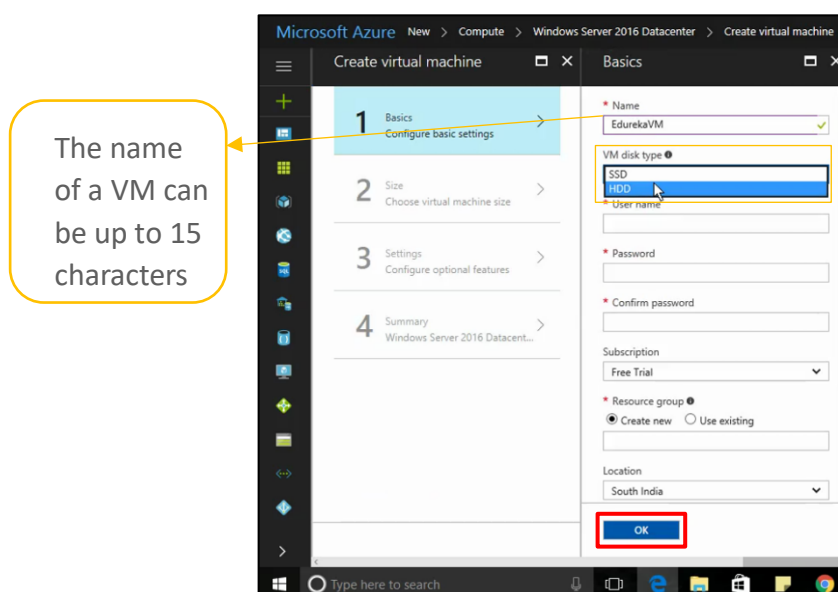 Microsoft Azure New > Compute > Windows Server 2016 Datacenter > Create virtual machine
Create virtual machine
Basics
The name
of a VM can
be up to 15
characters
1
Basics
Configure basic settings
2
Size
Choose virtual machine size
3
Settings
Configure optional features
4
Summary
Windows Server 2016 Datacent...
* Name
EdurekaVM
VM disk type
SSD
HDD
* User name
* Password
* Confirm password
Subscription
Free Trial
* Resource group
Create new Use existing
Location
South India
OK
Type here to search